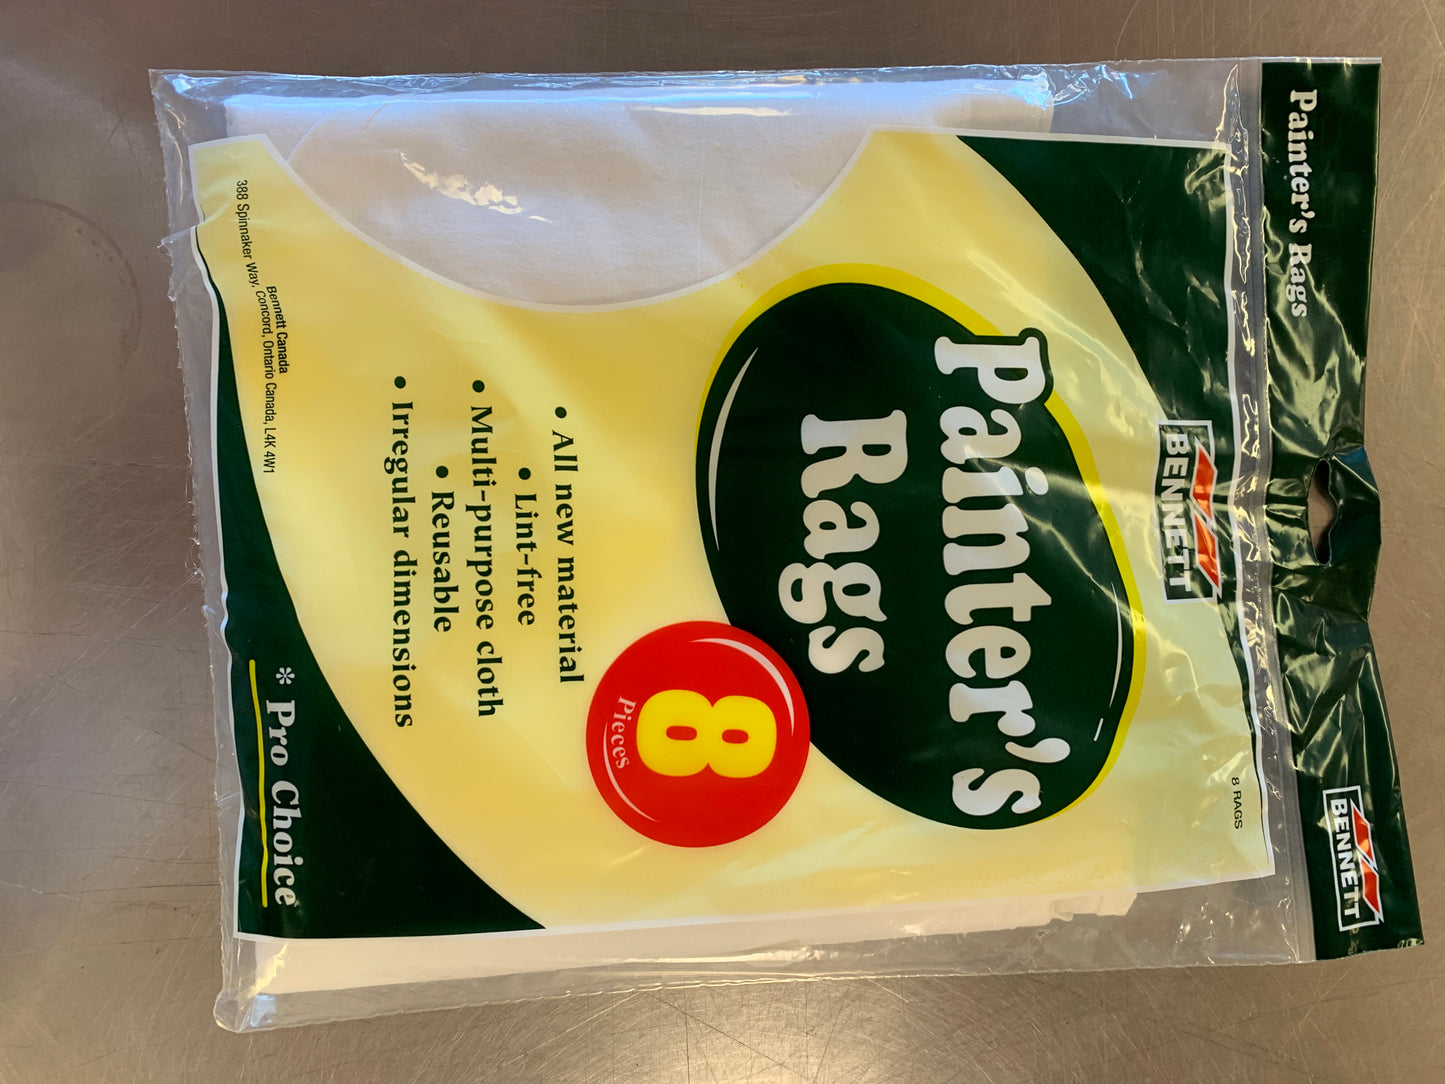 Painter's Rags
BENNETT
BENNETT
8 RAGS
Painter's
Rags
8
Pieces
• All new material
• Lint-free
• Multi-purpose cloth
• Reusable
• Irregular dimensions
Bennett Canada
388 Spinnaker Way, Concord, Ontario Canada, L4K 4W1
* Pro Choice